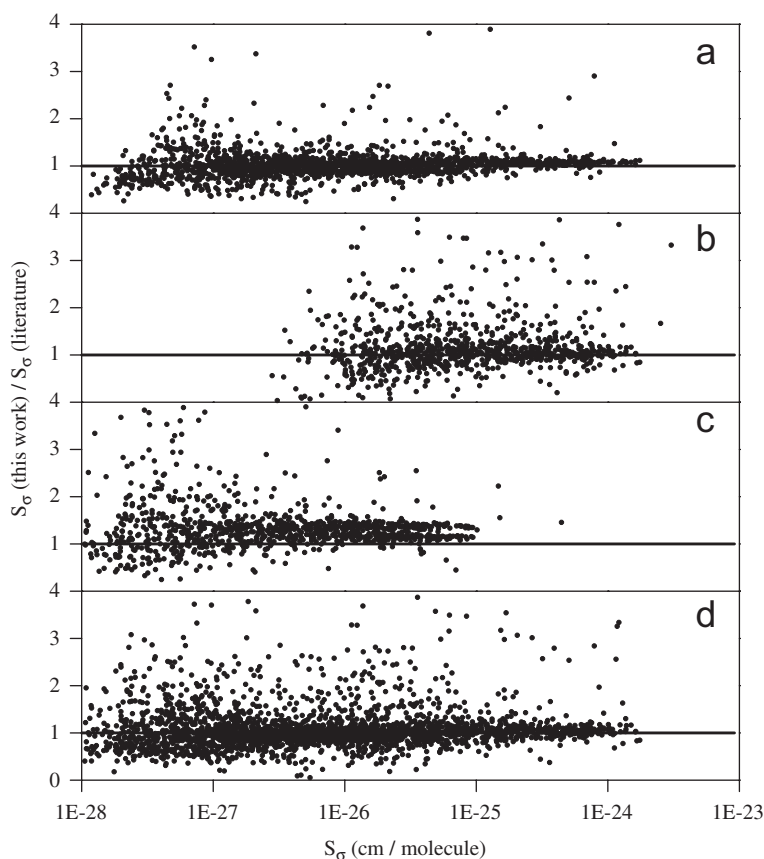 4
3
2
1
a
4
3
2
1
b
4
3
2
1
c
4
3
2
1
0
d
S_σ (this work) / S_σ (literature)
1E-28 1E-27 1E-26 1E-25 1E-24 1E-23
S_σ (cm / molecule)